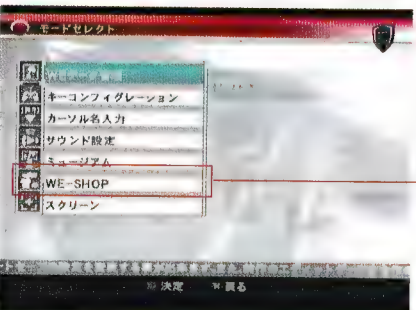 モードセレクト
キーコンフィグレーション
カーソル名入力
サウンド設定
ミュージアム
WE-SHOP
スクリーン
決定 戻る